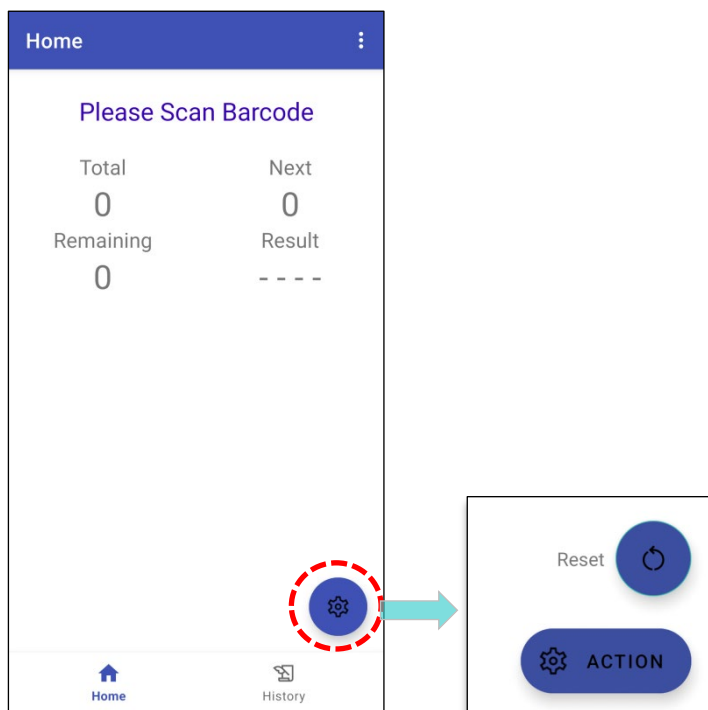 Home
Please Scan Barcode
Total Next
0 0
Remaining Result
0 - - - -
Reset
ACTION
Home History